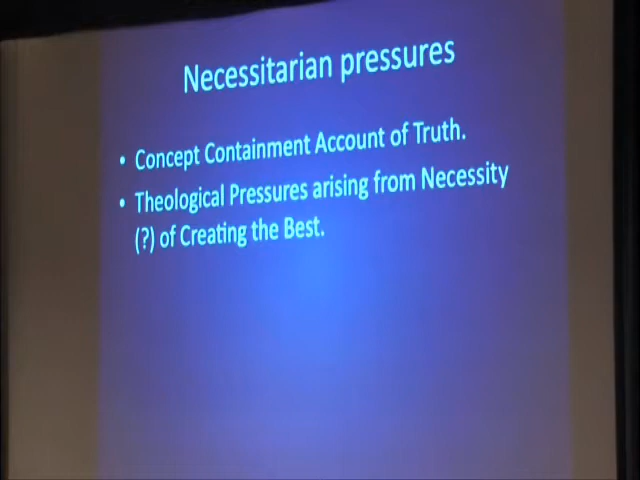 Necessitarian pressures
• Concept Containment Account of Truth.
• Theological Pressures arising from Necessity
(?) of Creating the Best.